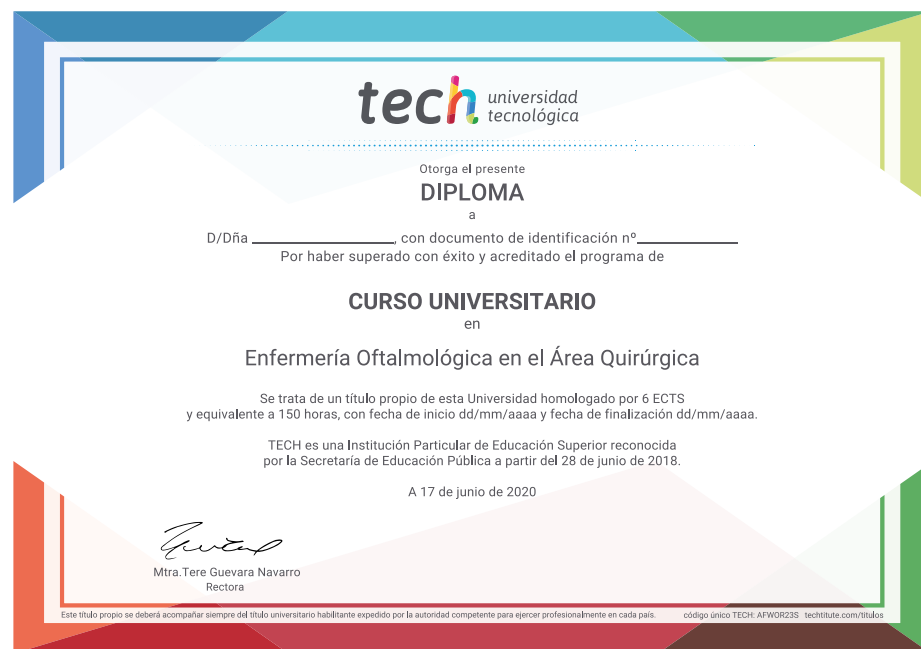 tech universidad
tecnológica
Otorga el presente
DIPLOMA
a
D/Dña ____________________, con documento de identificación nº______________
Por haber superado con éxito y acreditado el programa de
CURSO UNIVERSITARIO
en
Enfermería Oftalmológica en el Área Quirúrgica
Se trata de un título propio de esta Universidad homologado por 6 ECTS
y equivalente a 150 horas, con fecha de inicio dd/mm/aaaa y fecha de finalización dd/mm/aaaa.
TECH es una Institución Particular de Educación Superior reconocida
por la Secretaría de Educación Pública a partir del 28 de junio de 2018.
A 17 de junio de 2020
Mtra.Tere Guevara Navarro
Rectora
Este título propio se deberá acompañar siempre del título universitario habilitante expedido por la autoridad competente para ejercer profesionalmente en cada país. código único TECH: AFWOR23S techtitute.com/titulos